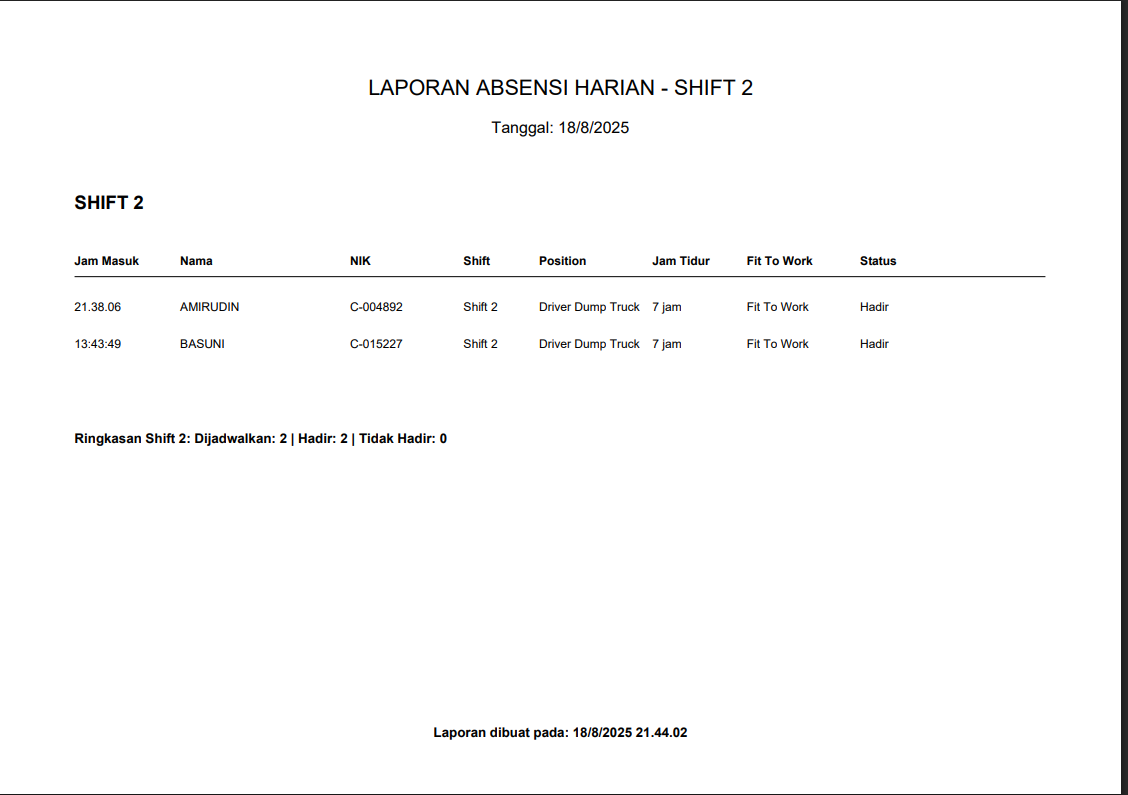 LAPORAN ABSENSI HARIAN - SHIFT 2
Tanggal: 18/8/2025
SHIFT 2
Jam Masuk Nama NIK Shift Position Jam Tidur Fit To Work Status
21.38.06 AMIRUDIN C-004892 Shift 2 Driver Dump Truck 7 jam Fit To Work Hadir
13:43:49 BASUNI C-015227 Shift 2 Driver Dump Truck 7 jam Fit To Work Hadir
Ringkasan Shift 2: Dijadwalkan: 2 | Hadir: 2 | Tidak Hadir: 0
Laporan dibuat pada: 18/8/2025 21.44.02